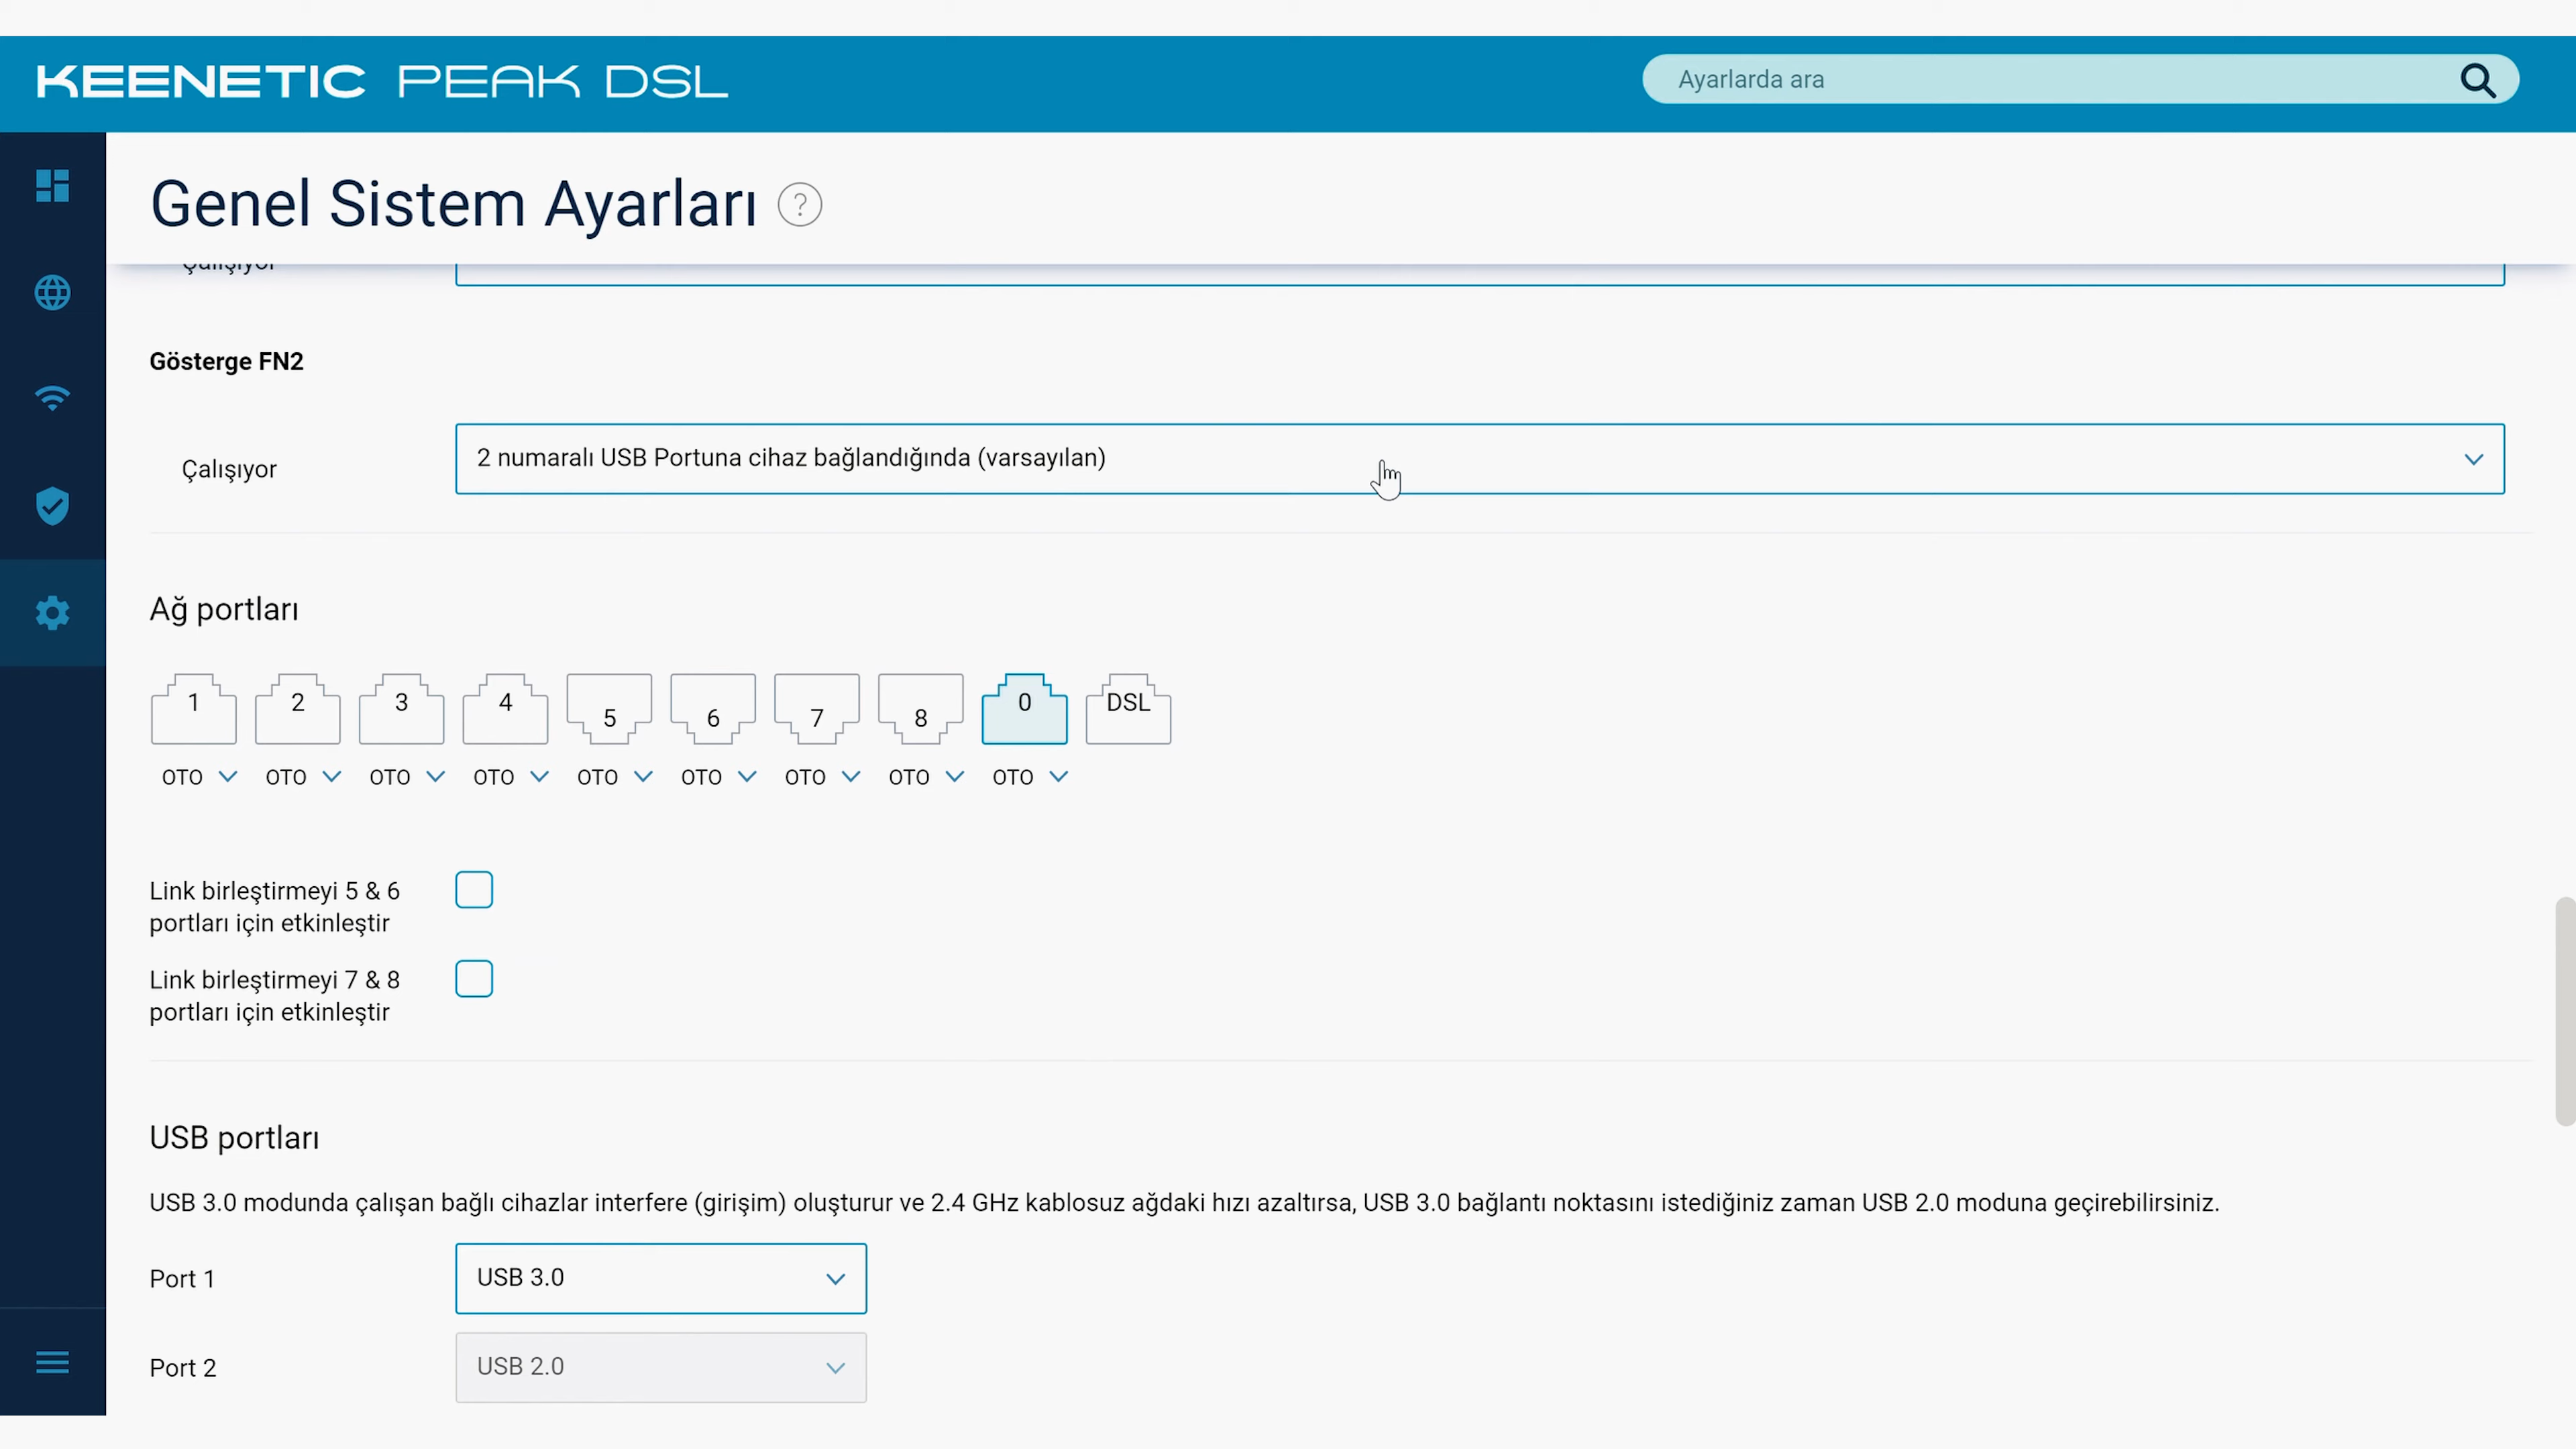 KEENETIC PEAK DSL
Ayarlarda ara
Genel Sistem Ayarları ?
Çalışıyor
Gösterge FN2
Çalışıyor
2 numaralı USB Portuna cihaz bağlandığında (varsayılan)
Ağ portları
1 2 3 4 5 6 7 8 0 DSL
OTO OTO OTO OTO OTO OTO OTO OTO OTO
Link birleştirmeyi 5 & 6
portları için etkinleştir
Link birleştirmeyi 7 & 8
portları için etkinleştir
USB portları
USB 3.0 modunda çalışan bağlı cihazlar interfere (girişim) oluşturur ve 2.4 GHz kablosuz ağdaki hızı azaltırsa, USB 3.0 bağlantı noktasını istediğiniz zaman USB 2.0 moduna geçirebilirsiniz.
Port 1 USB 3.0
Port 2 USB 2.0